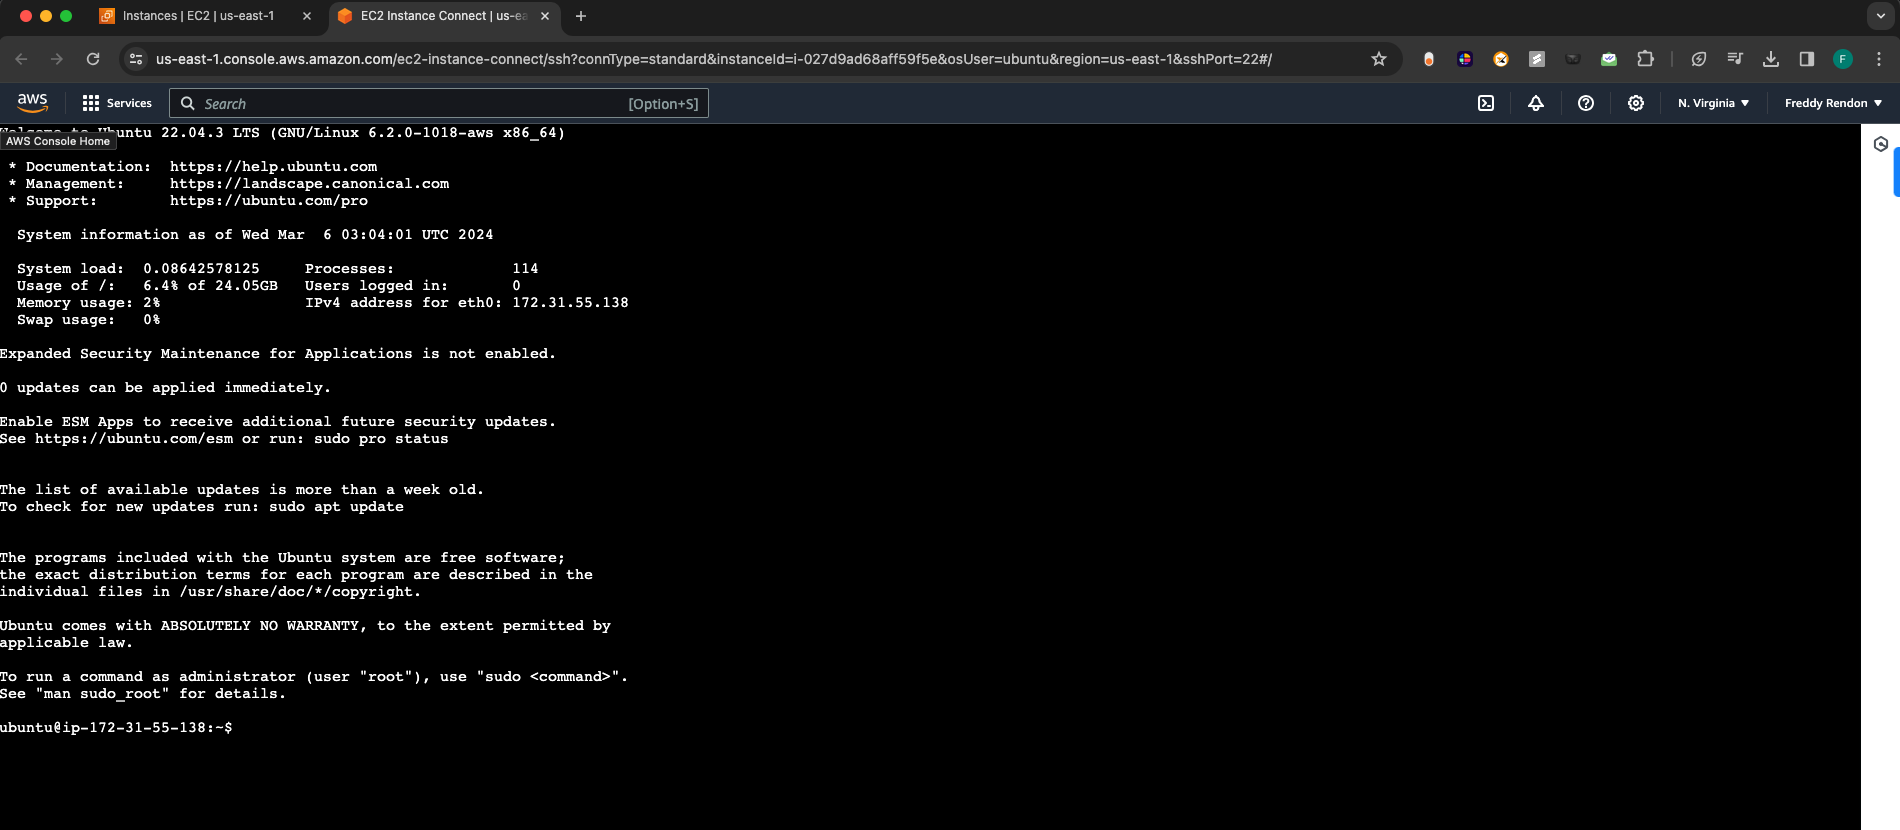 Instances | EC2 | us-east-1
EC2 Instance Connect | us-ea
us-east-1.console.aws.amazon.com/ec2-instance-connect/ssh?connType=standard&instanceId=i-027d9ad68aff59f5e&osUser=ubuntu&region=us-east-1&sshPort=22#/
F
aws
Services
Search
[Option+S]
N. Virginia
Freddy Rendon
Welcome to Ubuntu 22.04.3 LTS (GNU/Linux 6.2.0-1018-aws x86_64)
AWS Console Home
* Documentation:  https://help.ubuntu.com
* Management:     https://landscape.canonical.com
* Support:        https://ubuntu.com/pro
System information as of Wed Mar  6 03:04:01 UTC 2024
System load:  0.08642578125     Processes:             114
Usage of /:   6.4% of 24.05GB   Users logged in:       0
Memory usage: 2%                IPv4 address for eth0: 172.31.55.138
Swap usage:   0%
Expanded Security Maintenance for Applications is not enabled.
0 updates can be applied immediately.
Enable ESM Apps to receive additional future security updates.
See https://ubuntu.com/esm or run: sudo pro status
The list of available updates is more than a week old.
To check for new updates run: sudo apt update
The programs included with the Ubuntu system are free software;
the exact distribution terms for each program are described in the
individual files in /usr/share/doc/*/copyright.
Ubuntu comes with ABSOLUTELY NO WARRANTY, to the extent permitted by
applicable law.
To run a command as administrator (user "root"), use "sudo <command>".
See "man sudo_root" for details.
ubuntu@ip-172-31-55-138:~$